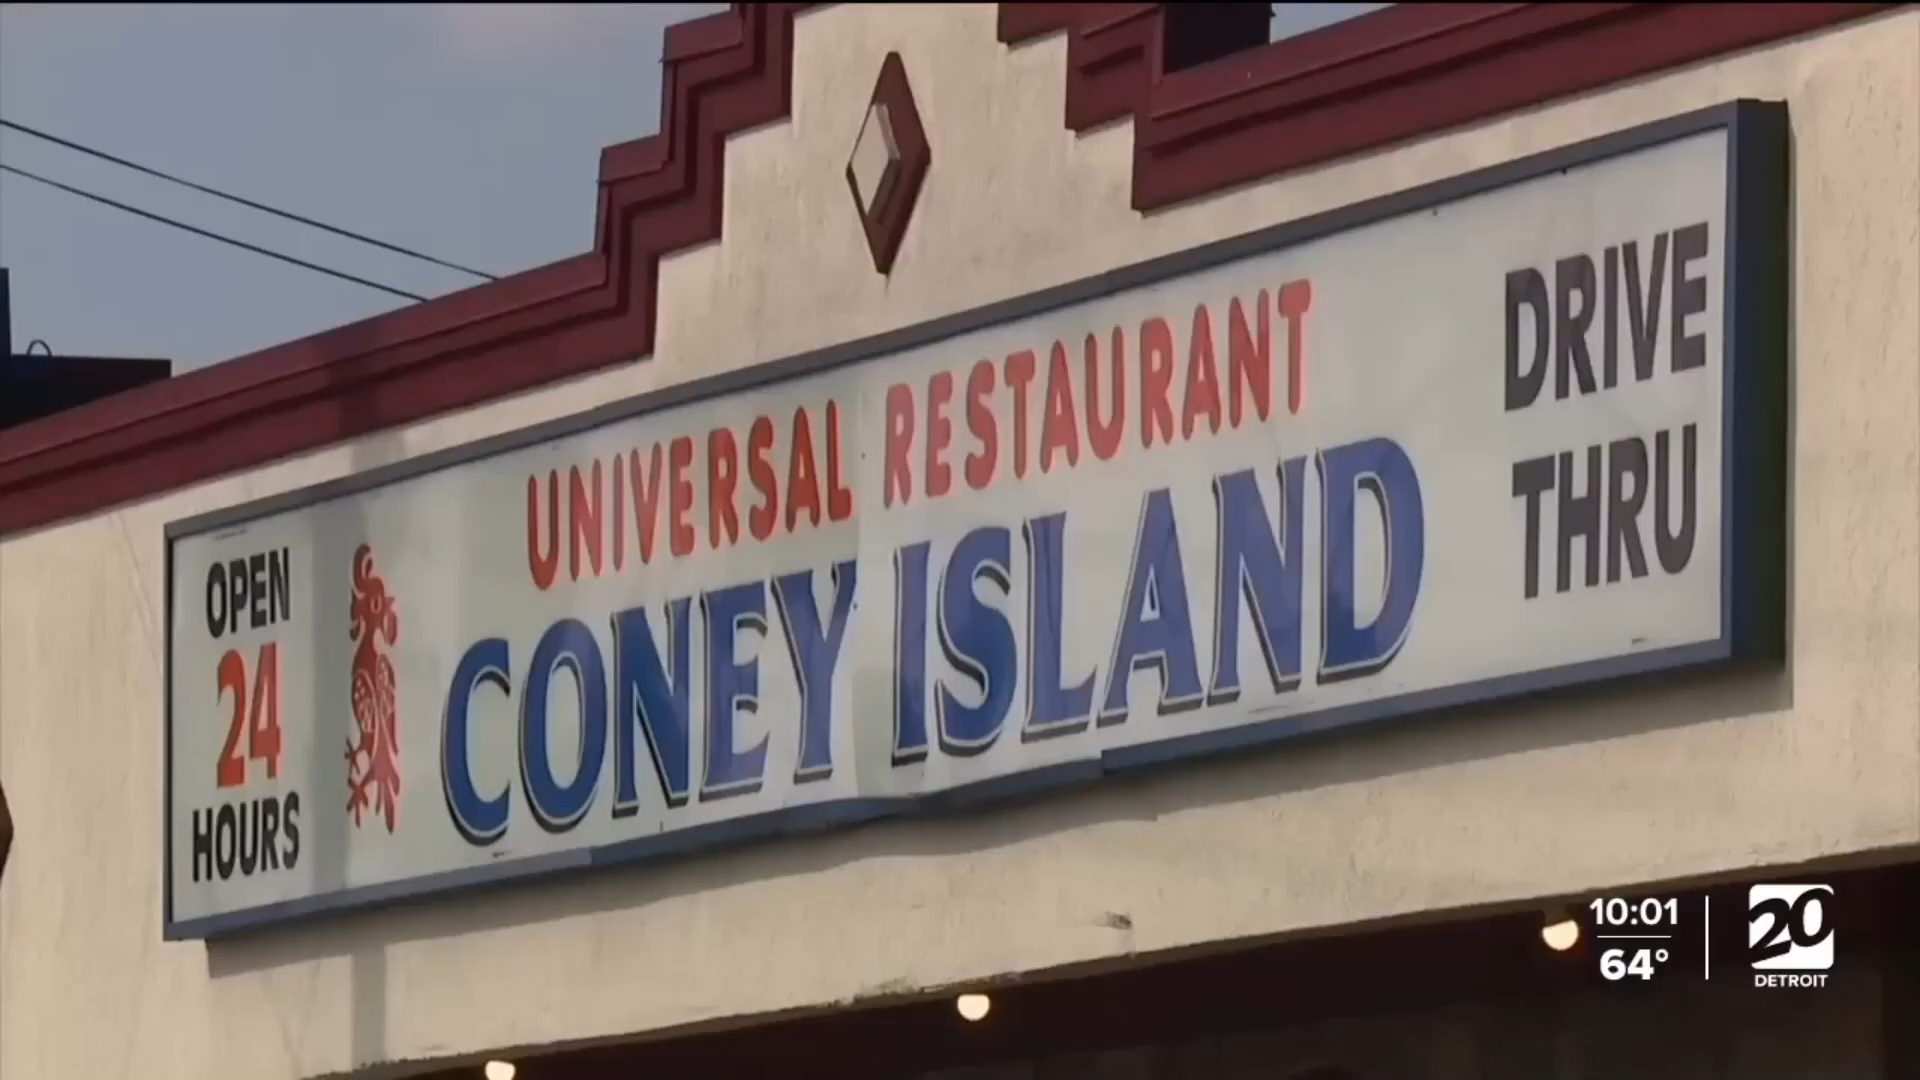 OPEN
24
HOURS
UNIVERSAL RESTAURANT
CONEY ISLAND
DRIVE
THRU
10:01
64°
20
DETROIT